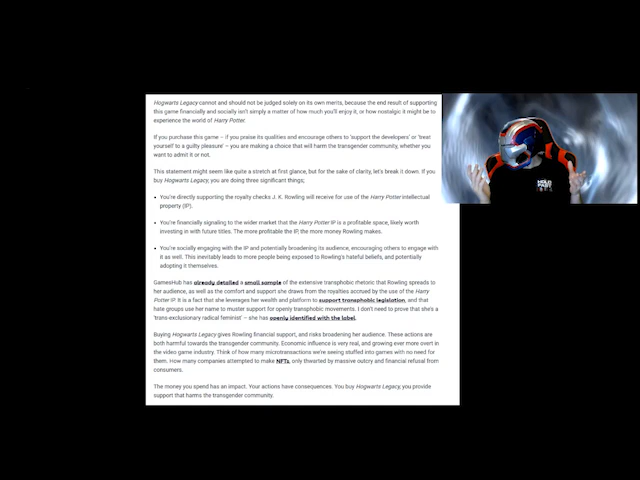 Hogwarts Legacy cannot and should not be judged solely on its own merits, because the end result of supporting
this game financially and socially isn't simply a matter of how much you'll enjoy it, or how nostalgic it might be to
experience the world of Harry Potter.
If you purchase this game – if you praise its qualities and encourage others to 'support the developers' or 'treat
yourself to a guilty pleasure' – you are making a choice that will harm the transgender community, whether you
want to admit it or not.
This statement might seem like quite a stretch at first glance, but for the sake of clarity, let's break it down. If you
buy Hogwarts Legacy, you are doing three significant things;
• You're directly supporting the royalty checks J. K. Rowling will receive for use of the Harry Potter intellectual
property (IP).
• You're financially signaling to the wider market that the Harry Potter IP is a profitable space, likely worth
investing in with future titles. The more profitable the IP, the more money Rowling makes.
• You're socially engaging with the IP and potentially broadening its audience, encouraging others to engage with
it as well. This inevitably leads to more people being exposed to Rowling's hateful beliefs, and potentially
adopting it themselves.
GamesHub has already detailed a small sample of the extensive transphobic rhetoric that Rowling spreads to
her audience, as well as the comfort and support she draws from the royalties accrued by the use of the Harry
Potter IP. It is a fact that she leverages her wealth and platform to support transphobic legislation, and that
hate groups use her name to muster support for openly transphobic movements. I don't need to prove that she's a
'trans-exclusionary radical feminist' – she has openly identified with the label.
Buying Hogwarts Legacy gives Rowling financial support, and risks broadening her audience. These actions are
both harmful towards the transgender community. Economic influence is very real, and growing ever more overt in
the video game industry. Think of how many microtransactions we're seeing stuffed into games with no need for
them. How many companies attempted to make NFTs, only thwarted by massive outcry and financial refusal from
consumers.
The money you spend has an impact. Your actions have consequences. You buy Hogwarts Legacy, you provide
support that harms the transgender community.
HOLD
FAST